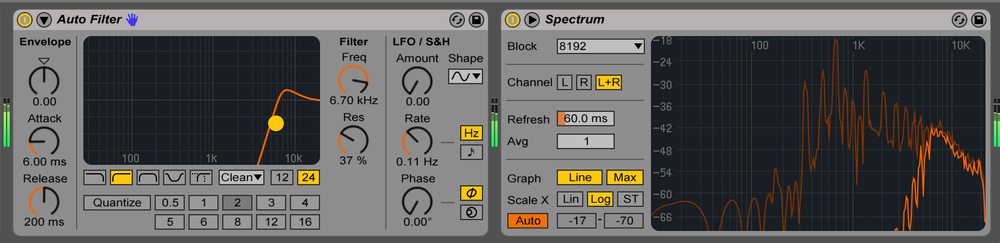 Auto Filter
Envelope
0.00
Attack
6.00 ms
Release
200 ms
100 1K 10K
Clean 12 24
Quantize 0.5 1 2 3 4
5 6 8 12 16
Filter
Freq
6.70 kHz
Res
37 %
LFO / S&H
Amount Shape
0.00
Rate
Hz
0.11 Hz
Phase
0.00°
Spectrum
Block 8192
Channel L R L+R
Refresh 60.0 ms
Avg 1
Graph Line Max
Scale X Lin Log ST
Auto -17 - -70
100 1K 10K
-18
-24
-30
-36
-42
-48
-54
-60
-66